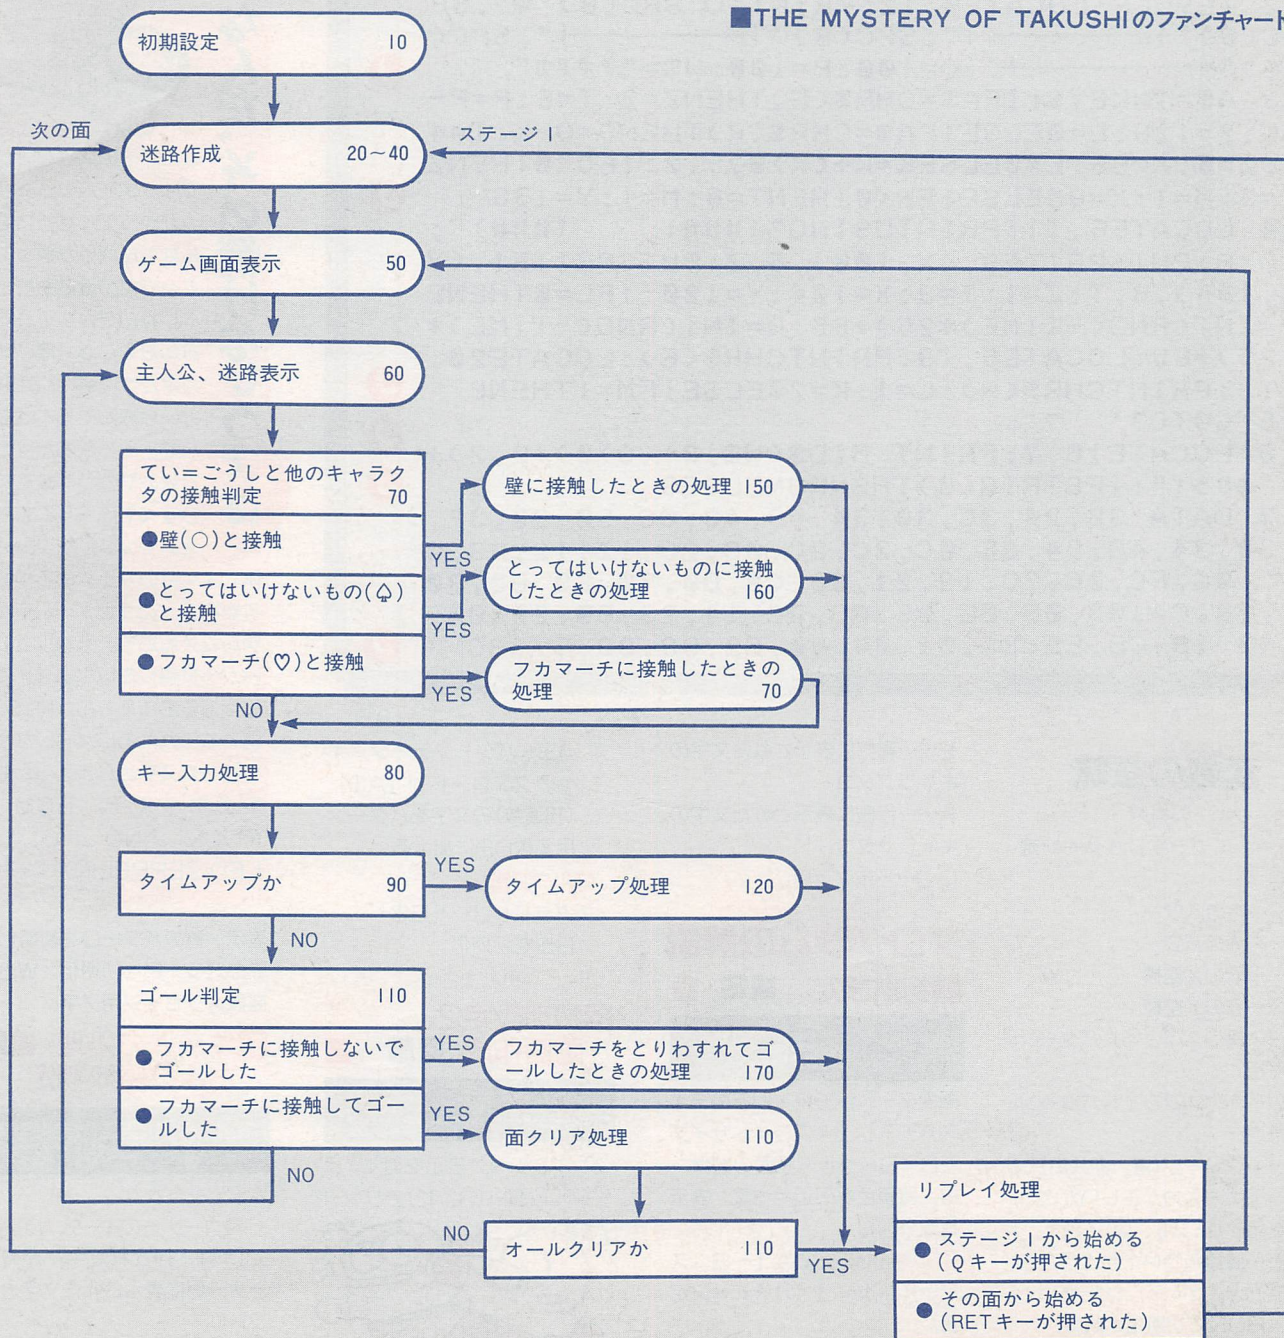 ■THE MYSTERY OF TAKUSHIのファンチャート
初期設定 10
次の面
ステージ1
迷路作成 20～40
ゲーム画面表示 50
主人公、迷路表示 60
てい＝ごうしと他のキャラク
タの接触判定 70
●壁(○)と接触
YES
壁に接触したときの処理 150
●とってはいけないもの(♤)
と接触
YES
とってはいけないものに接触
したときの処理 160
●フカマーチ(♡)と接触
YES
フカマーチに接触したときの
処理 70
NO
キー入力処理 80
タイムアップか 90
YES
タイムアップ処理 120
NO
ゴール判定 110
●フカマーチに接触しないで
ゴールした
YES
フカマーチをとりわすれてゴ
ールしたときの処理 170
●フカマーチに接触してゴー
ルした
YES
面クリア処理 110
NO
NO
オールクリアか 110
YES
リプレイ処理
●ステージ1から始める
(Qキーが押された)
●その面から始める
(RETキーが押された)